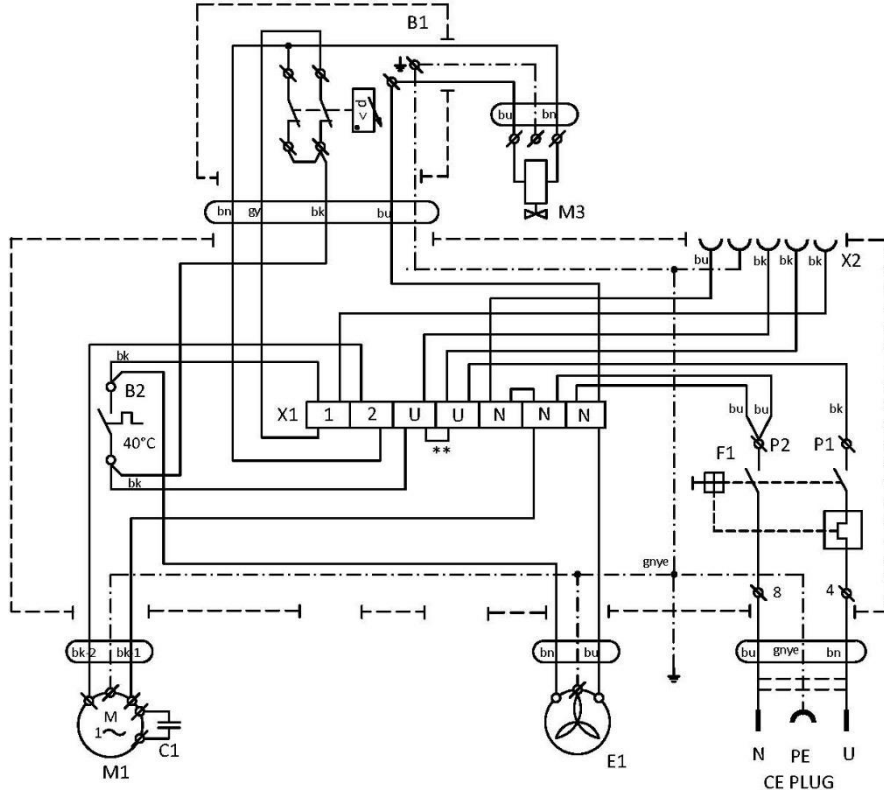 B1
< p
bu bn
M3
bn gy bk bu
bu bk bk bk
X2
bk
B2
40°C
X1 1 2 U U N N N
**
bk
bu bu bk
F1 P2 P1
gnye
8 4
bk-2 bk-1
bn bu
bu gnye bn
M
1
C1
M1
E1
N PE U
CE PLUG